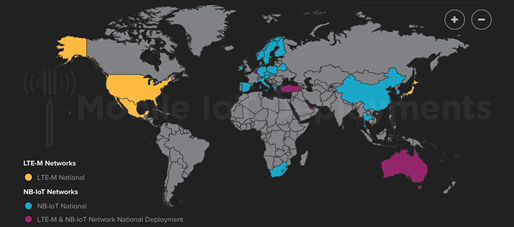 + −
Mobile IoT Deployments
LTE-M Networks
LTE-M National
NB-IoT Networks
NB-IoT National
LTE-M & NB-IoT Network National Deployment